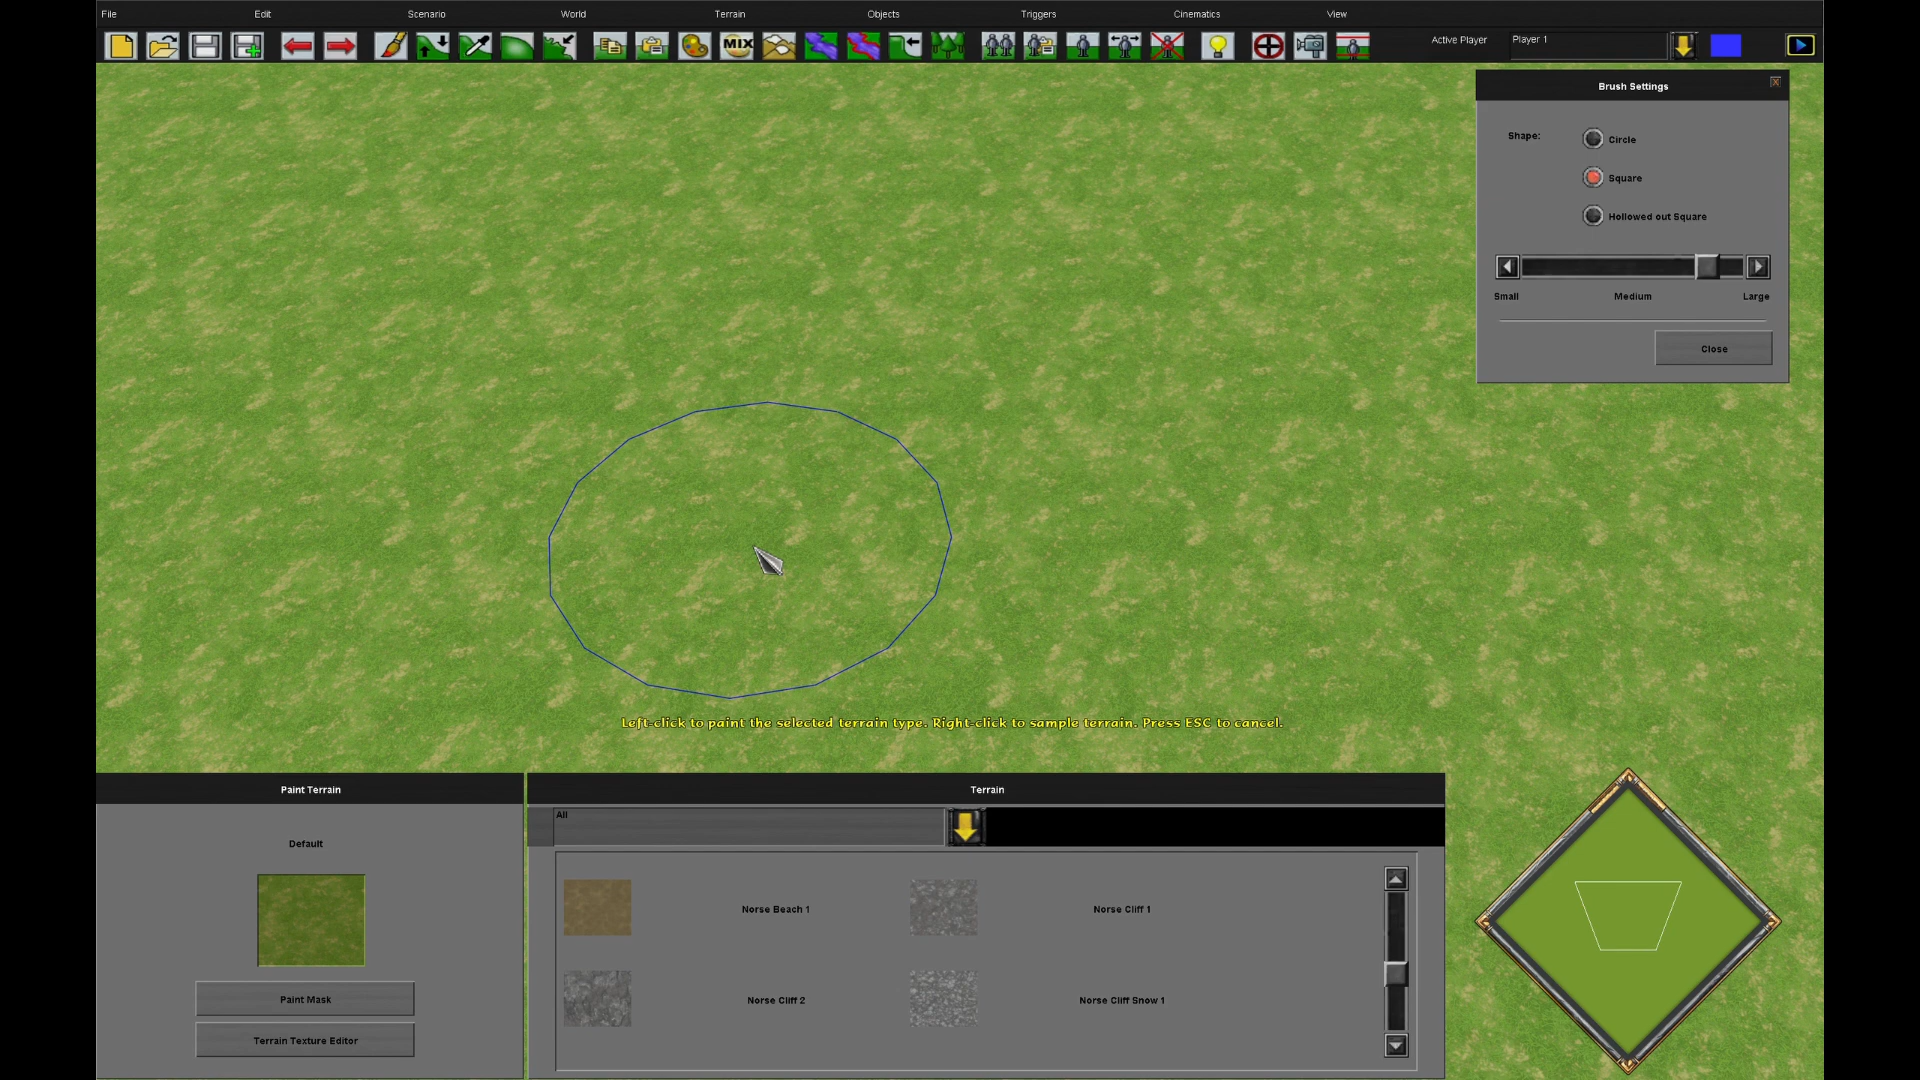 File Edit Scenario World Terrain Objects Triggers Cinematics View
MIX
Active Player Player 1
Brush Settings
Shape: Circle
Square
Hollowed out Square
Small Medium Large
Close
Left-click to paint the selected terrain type. Right-click to sample terrain. Press ESC to cancel.
Paint Terrain
Default
Paint Mask
Terrain Texture Editor
Terrain
All
Norse Beach 1 Norse Cliff 1
Norse Cliff 2 Norse Cliff Snow 1